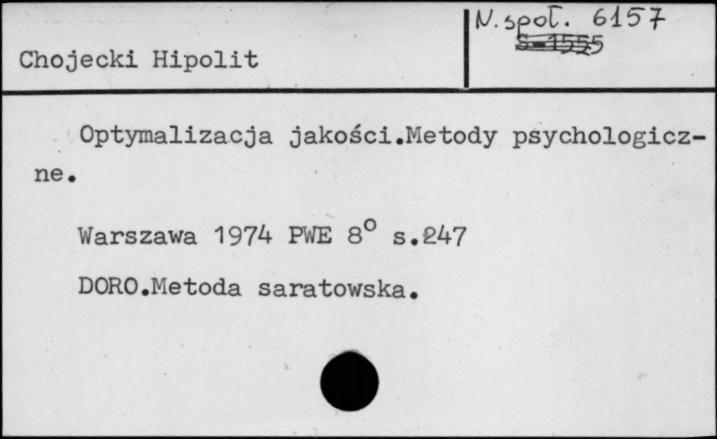 N. społ. 6157
S-1555
Chojecki Hipolit
Optymalizacja jakości.Metody psychologicz-
ne.
Warszawa 1974 PWE 8° s.247
DORO.Metoda saratowska.